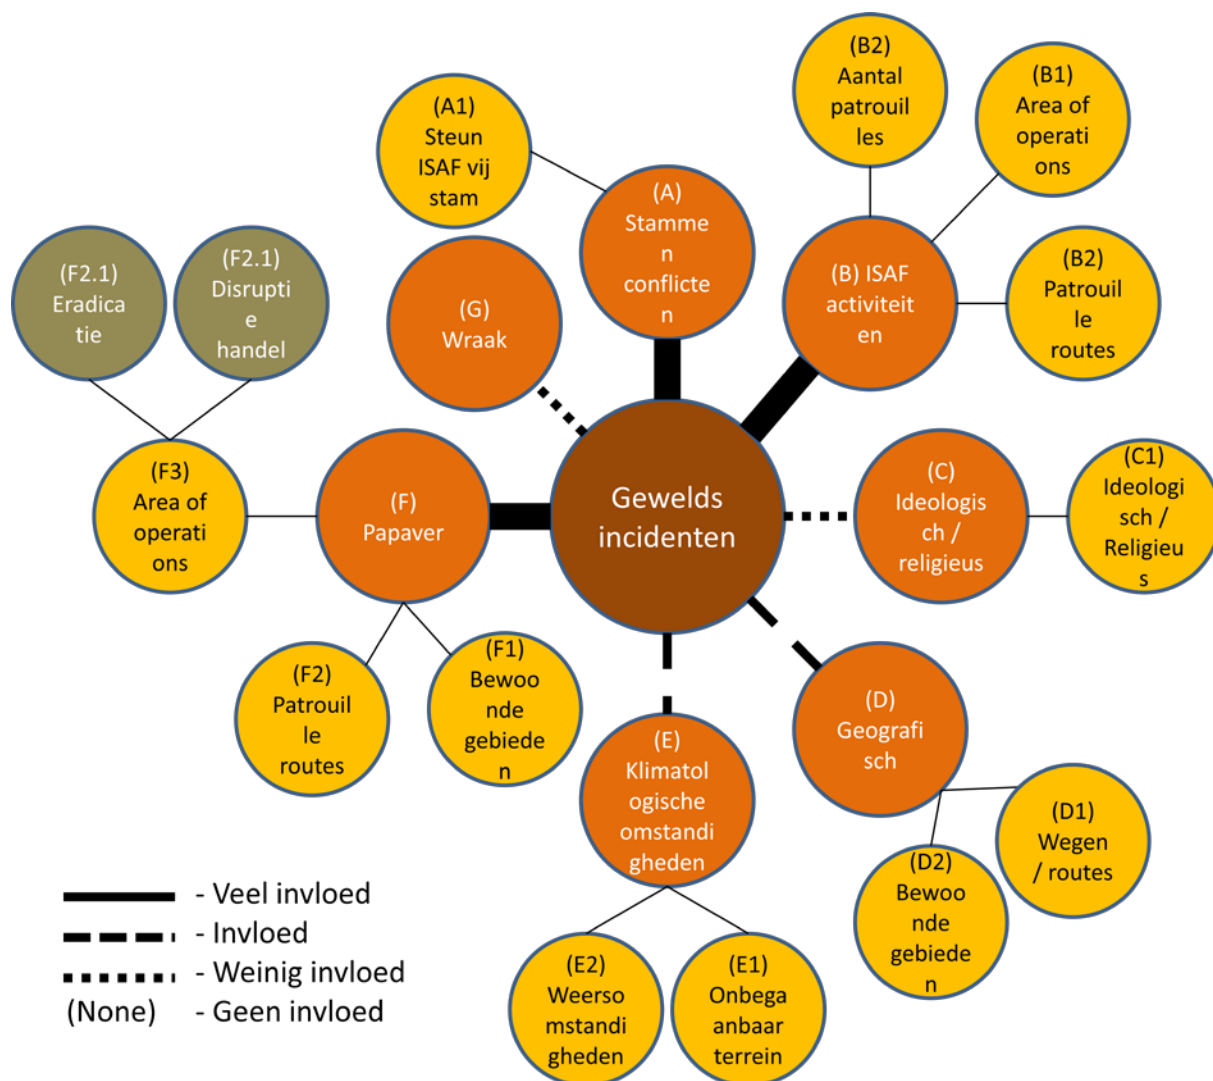 (B2)
Aantal
patrouil
les
(B1)
Area of
operati
ons
(A1)
Steun
ISAF vij
stam
(A)
Stamme
n
conflicte
n
(B) ISAF
activiteit
en
(B2)
Patrouil
le
routes
(F2.1)
Eradica
tie
(F2.1)
Disrupti
e
handel
(G)
Wraak
(F3)
Area of
operati
ons
(F)
Papaver
Gewelds
incidenten
(C)
Ideologis
ch /
religieus
(C1)
Ideologi
sch /
Religieu
s
(F2)
Patrouil
le
routes
(F1)
Bewoo
nde
gebiede
n
(E)
Klimatol
ogische
omstandi
gheden
(D)
Geografi
sch
(D1)
Wegen
/ routes
(D2)
Bewoo
nde
gebiede
n
(E2)
Weerso
mstandi
gheden
(E1)
Onbega
anbaar
terrein
- Veel invloed
- Invloed
- Weinig invloed
(None) - Geen invloed